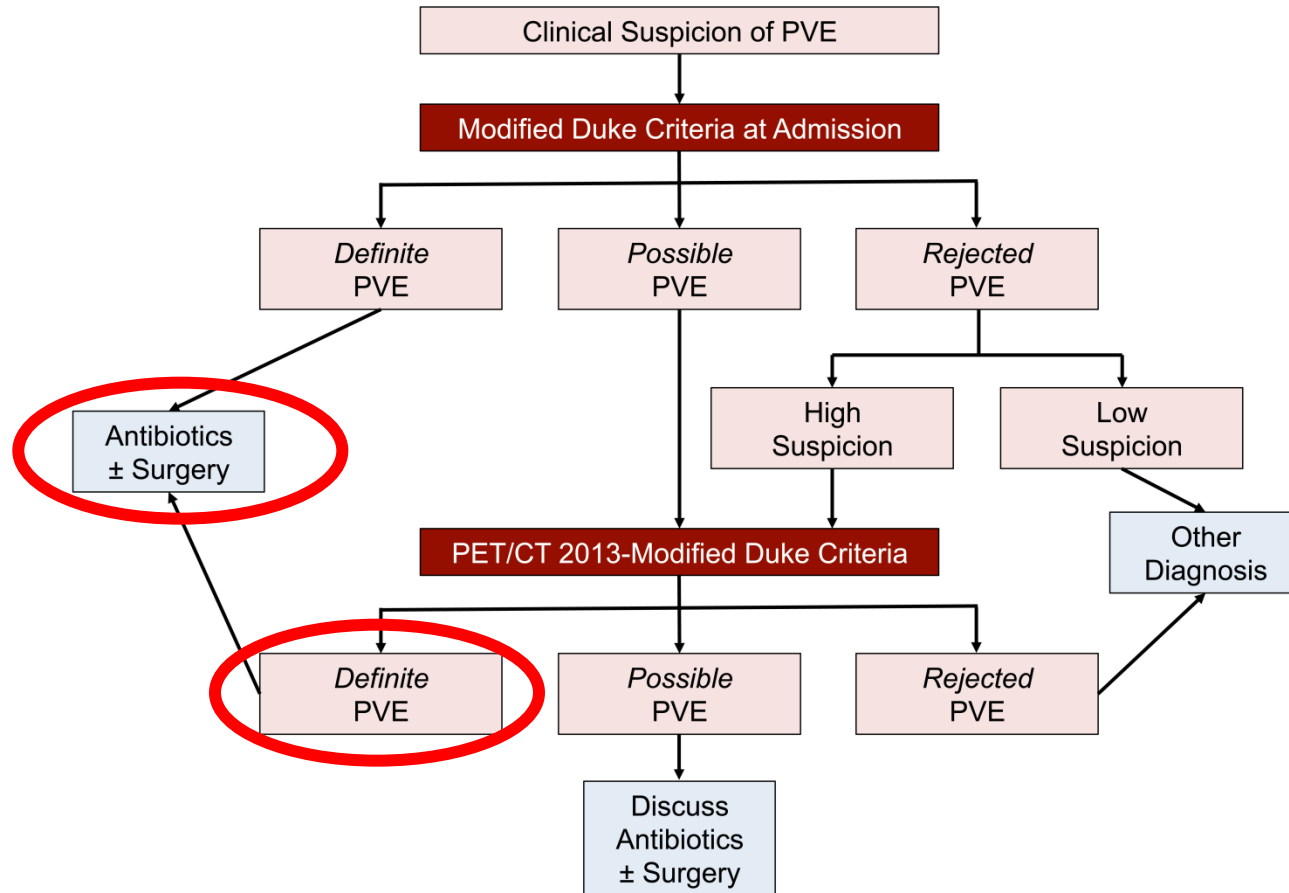 Clinical Suspicion of PVE
Modified Duke Criteria at Admission
Definite
PVE
Possible
PVE
Rejected
PVE
High
Suspicion
Low
Suspicion
Antibiotics
± Surgery
PET/CT 2013-Modified Duke Criteria
Other
Diagnosis
Definite
PVE
Possible
PVE
Rejected
PVE
Discuss
Antibiotics
± Surgery